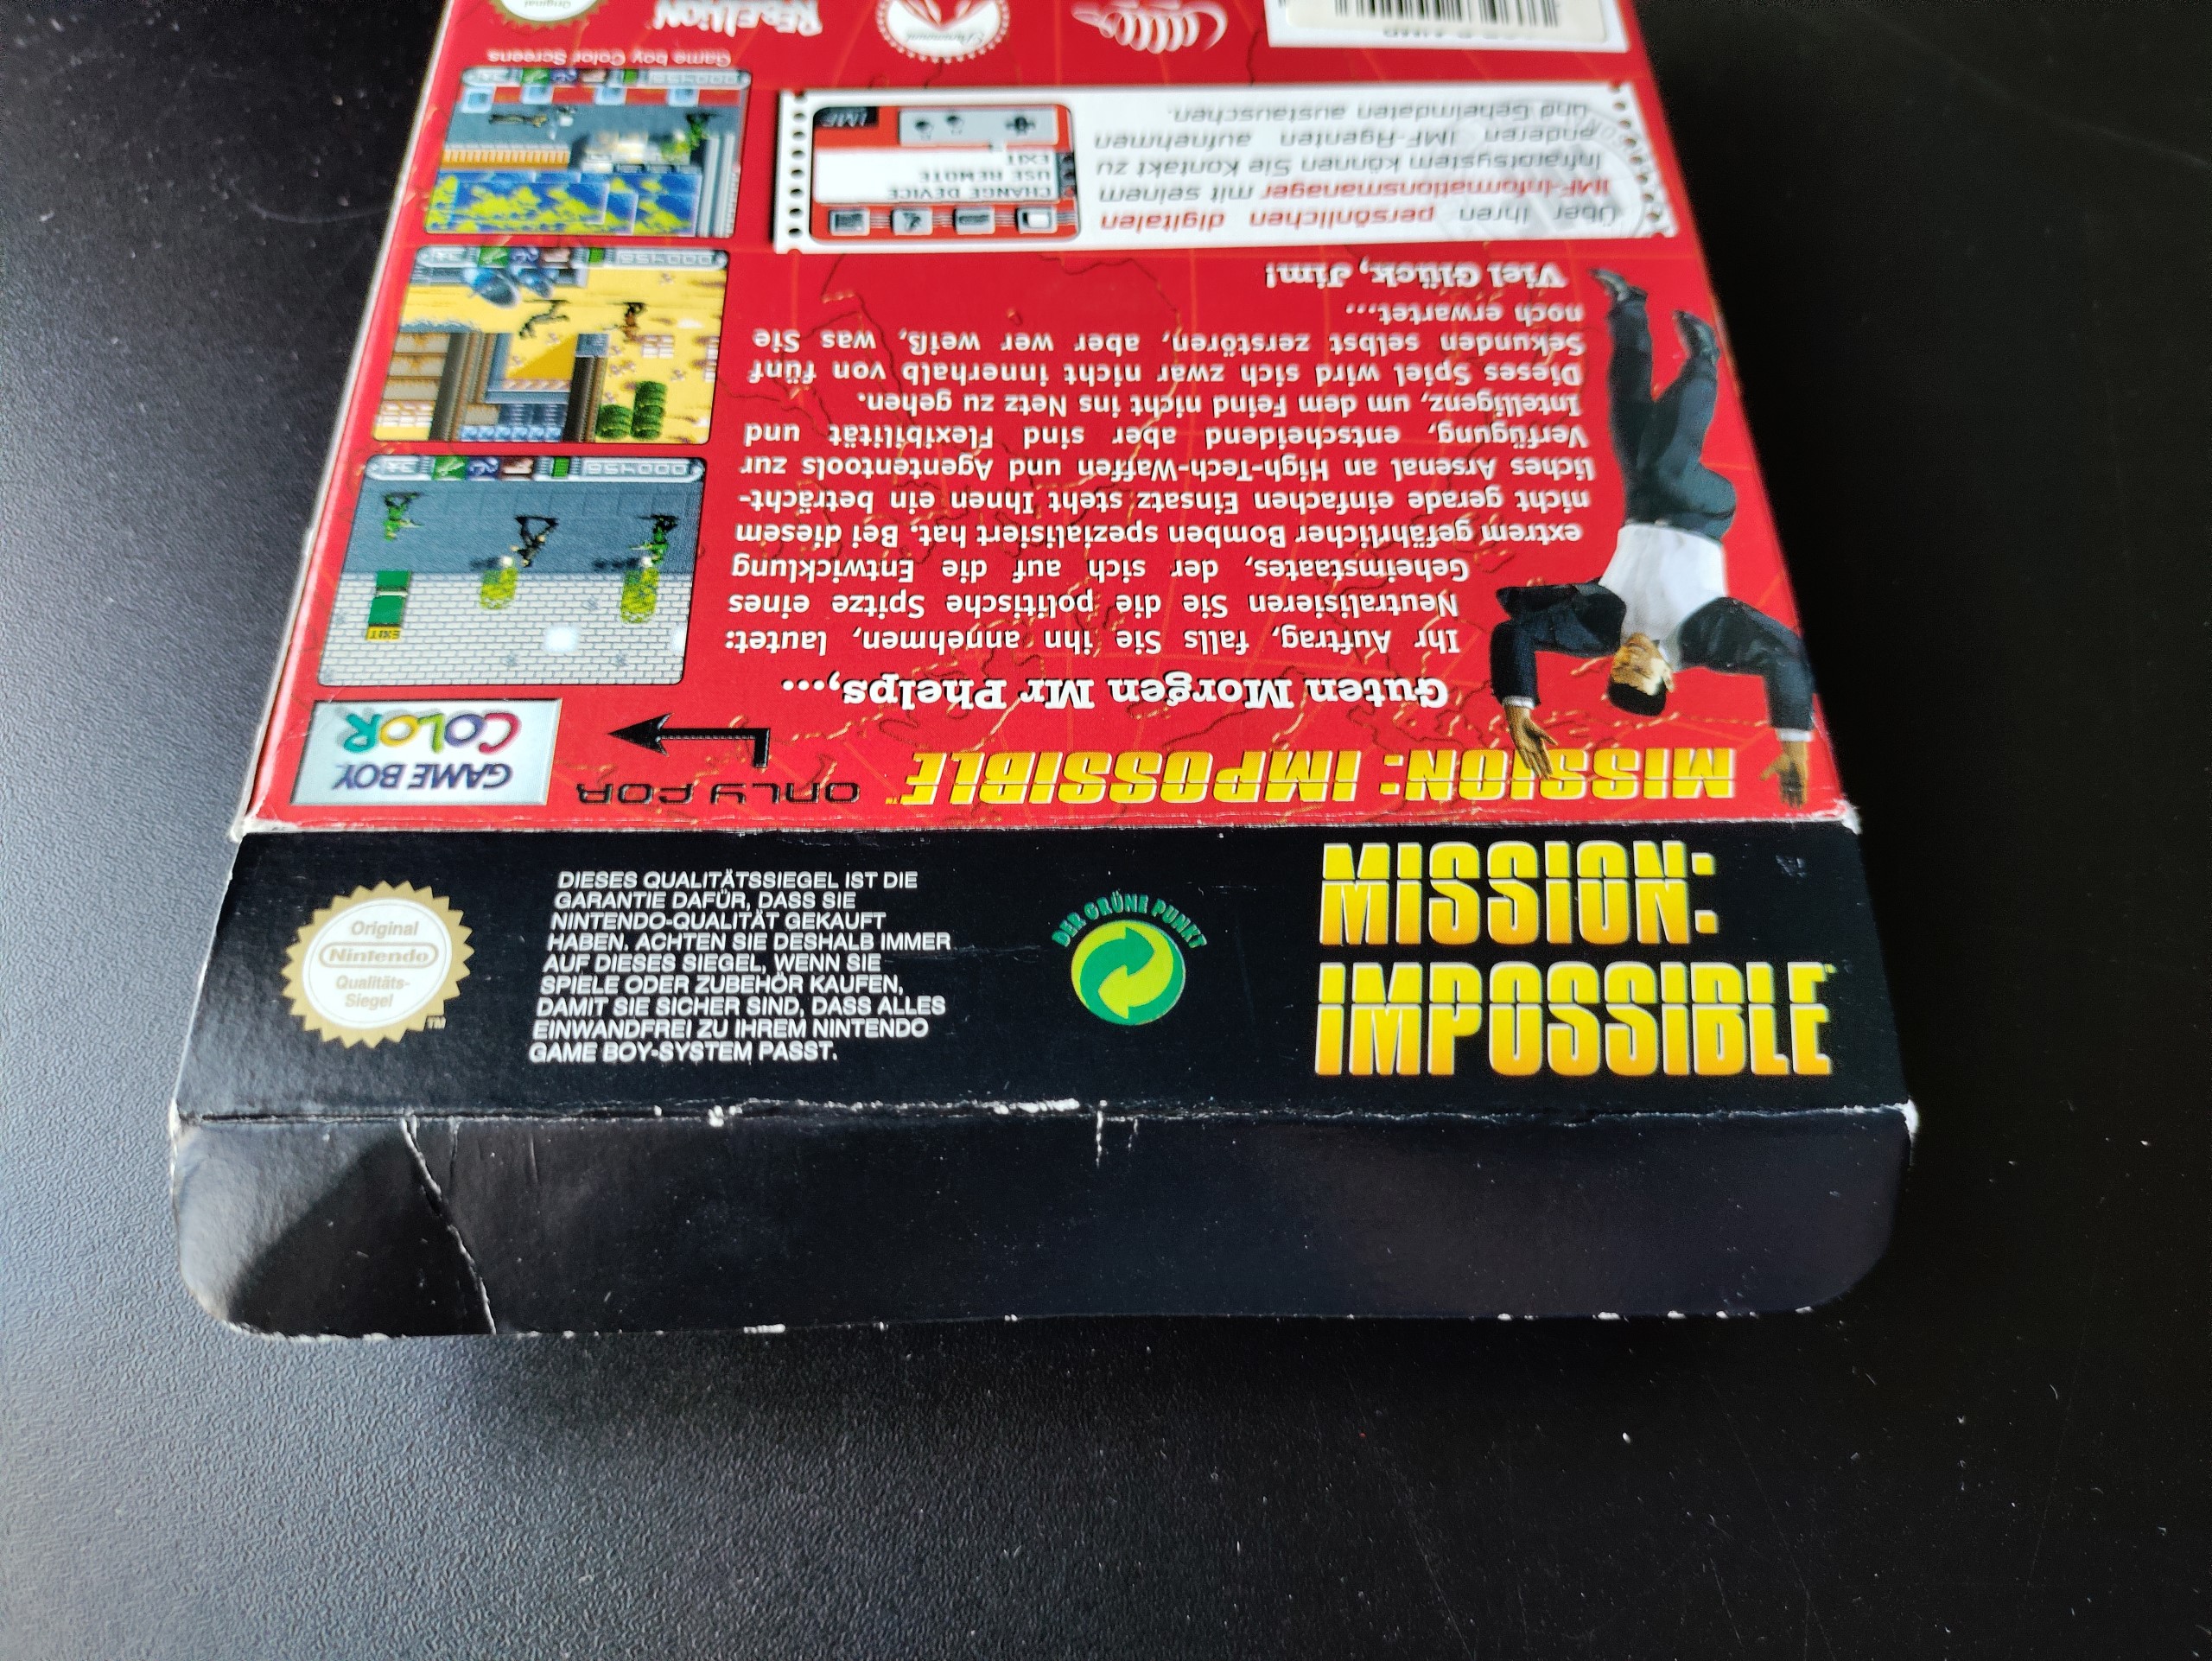 Original
Nintendo
Qualitäts-
Siegel
TM
DIESES QUALITÄTSSIEGEL IST DIE
GARANTIE DAFÜR, DASS SIE
NINTENDO-QUALITÄT GEKAUFT
HABEN. ACHTEN SIE DESHALB IMMER
AUF DIESES SIEGEL, WENN SIE
SPIELE ODER ZUBEHÖR KAUFEN,
DAMIT SIE SICHER SIND, DASS ALLES
EINWANDFREI ZU IHREM NINTENDO
GAME BOY-SYSTEM PASST.
DER GRÜNE PUNKT
MISSION:
IMPOSSIBLE
MISSION: IMPOSSIBLE
ONLY FOR
GAME BOY
COLOR
Guten Morgen Mr Phelps,...
Ihr Auftrag, falls Sie ihn annehmen, lautet:
Neutralisieren Sie die politische Spitze eines
Geheimstaates, der sich auf die Entwicklung
extrem gefährlicher Bomben spezialisiert hat. Bei diesem
nicht gerade einfachen Einsatz steht Ihnen ein beträcht-
liches Arsenal an High-Tech-Waffen und Agententools zur
Verfügung, entscheidend aber sind Flexibilität und
Intelligenz, um dem Feind nicht ins Netz zu gehen.
Dieses Spiel wird sich zwar nicht innerhalb von fünf
Sekunden selbst zerstören, aber wer weiß, was Sie
noch erwartet...
Viel Glück, Jim!
EXIT
Über Ihren persönlichen digitalen
IMF-Informationsmanager mit seinem
Infrarotsystem können Sie Kontakt zu
anderen IMF-Agenten aufnehmen
und Geheimdaten austauschen.
CHANGE DEVICE
USE REMOTE
EXIT
IMF
Game boy Color Screens
Paramount
REBELLION
Original